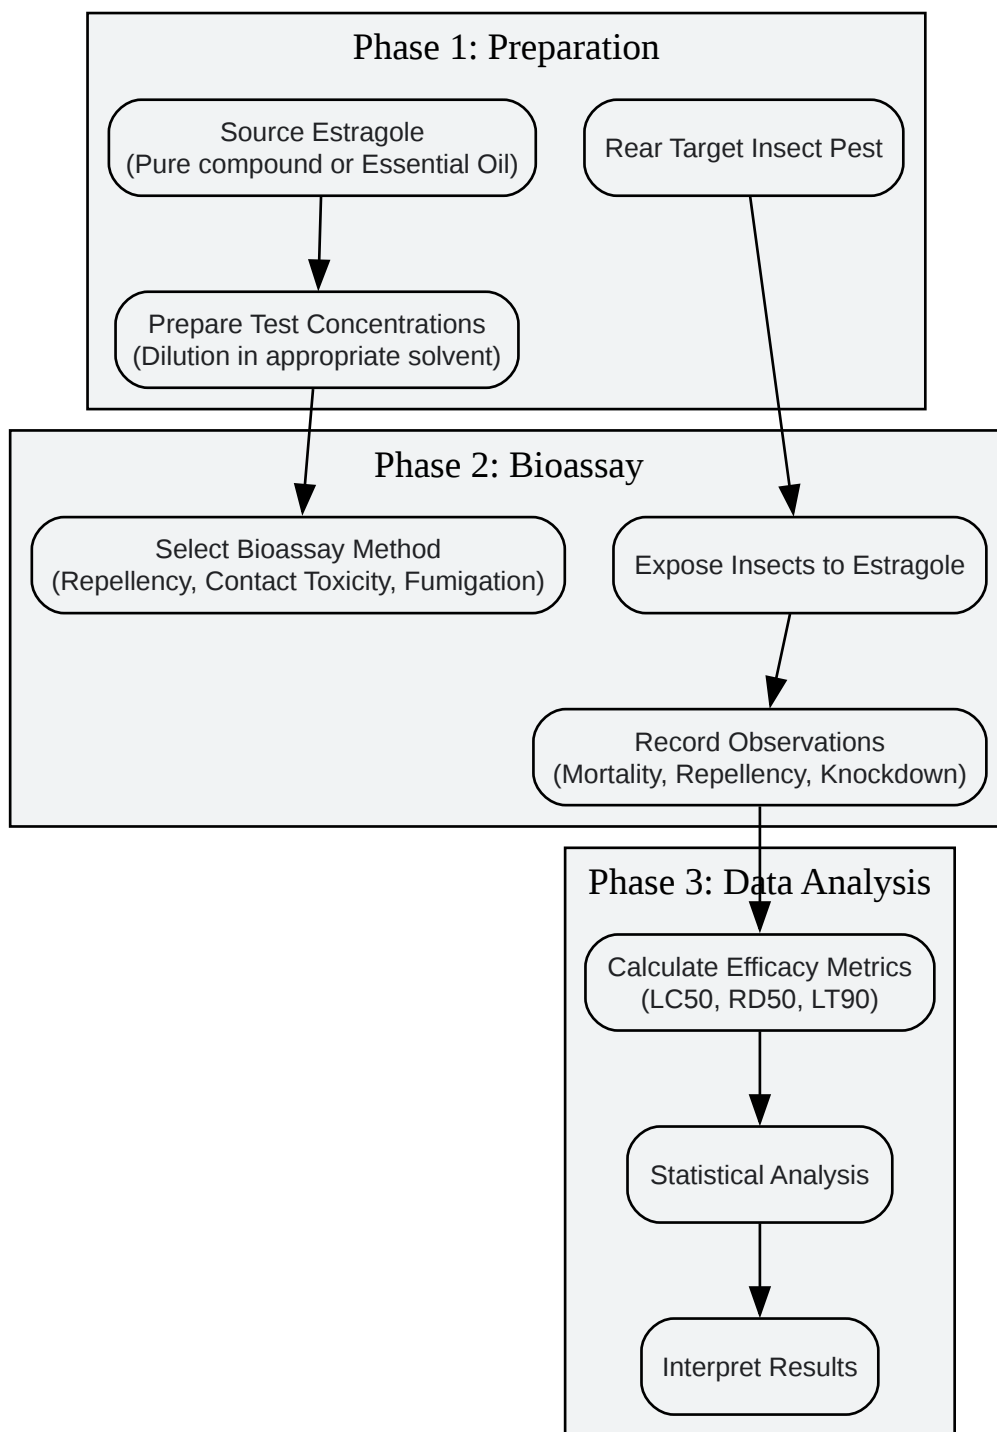 Phase 1: Preparation
Source Estragole
(Pure compound or Essential Oil)
Rear Target Insect Pest
Prepare Test Concentrations
(Dilution in appropriate solvent)
Phase 2: Bioassay
Select Bioassay Method
(Repellency, Contact Toxicity, Fumigation)
Expose Insects to Estragole
Record Observations
(Mortality, Repellency, Knockdown)
Phase 3: Data Analysis
Calculate Efficacy Metrics
(LC50, RD50, LT90)
Statistical Analysis
Interpret Results